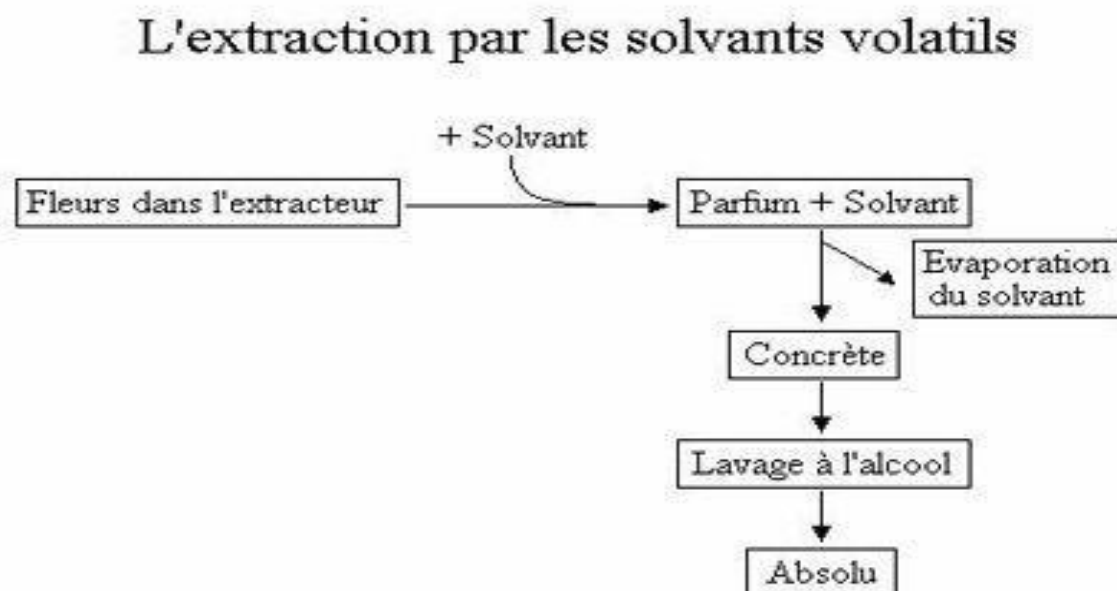 L'extraction par les solvants volatils
+ Solvant
Fleurs dans l'extracteur
Parfum + Solvant
Evaporation
du solvant
Concrète
Lavage à l'alcool
Absolu